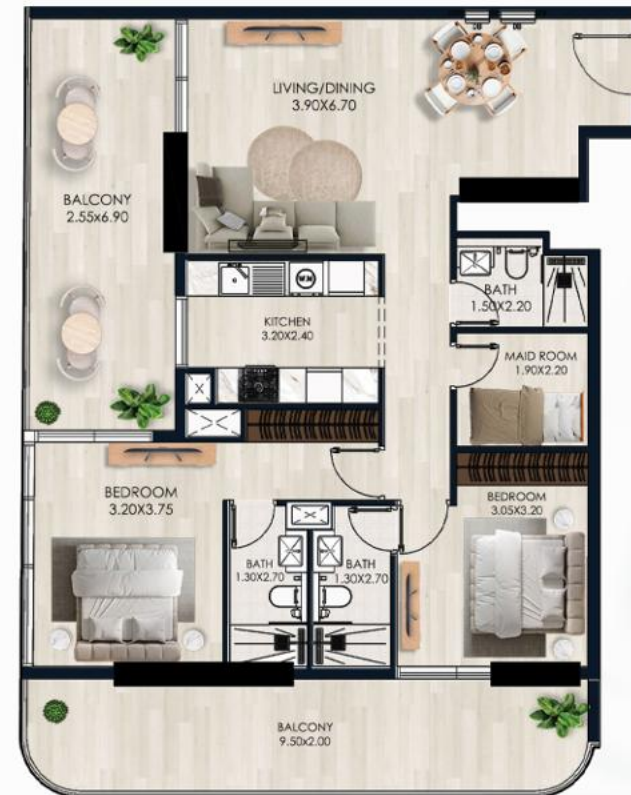 LIVING/DINING
3.90X6.70
BALCONY
2.55x6.90
BATH
1.50X2.20
KITCHEN
3.20X2.40
MAID ROOM
1.90X2.20
BEDROOM
3.20X3.75
BEDROOM
3.05X3.20
BATH
1.30X2.70
BATH
1.30X2.70
BALCONY
9.50x2.00